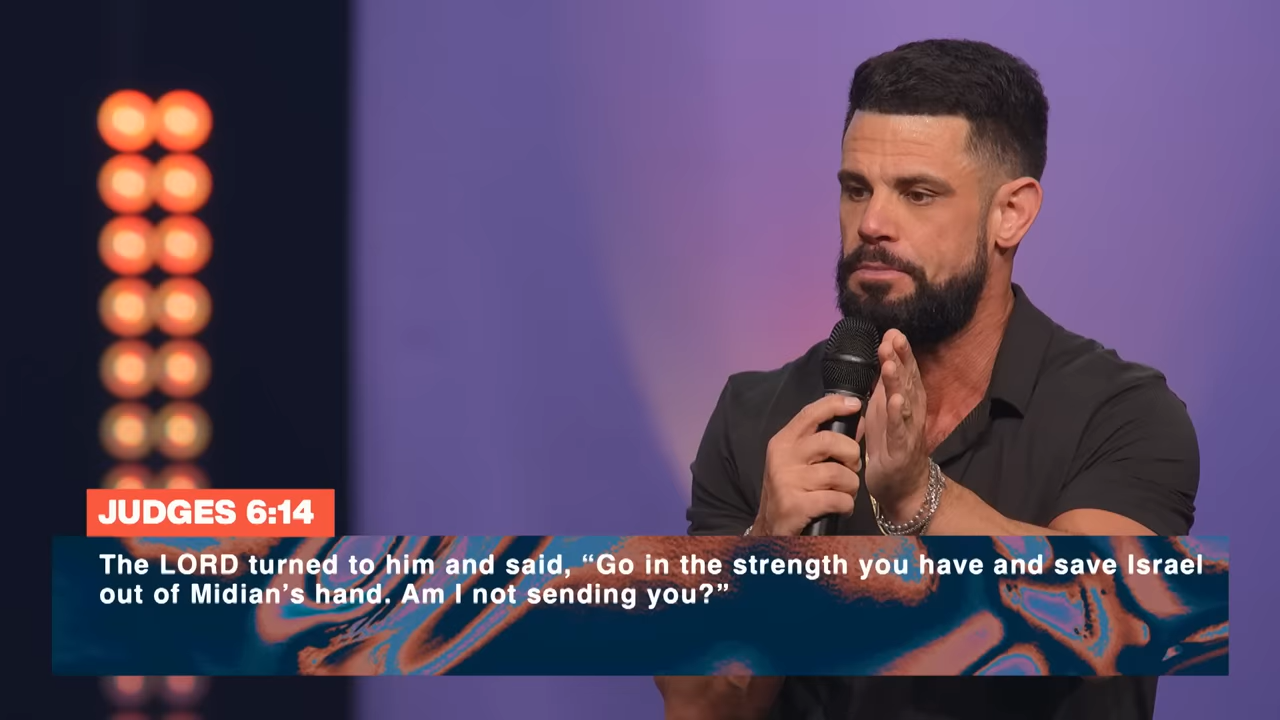 JUDGES 6:14
The LORD turned to him and said, “Go in the strength you have and save Israel
out of Midian’s hand. Am I not sending you?”